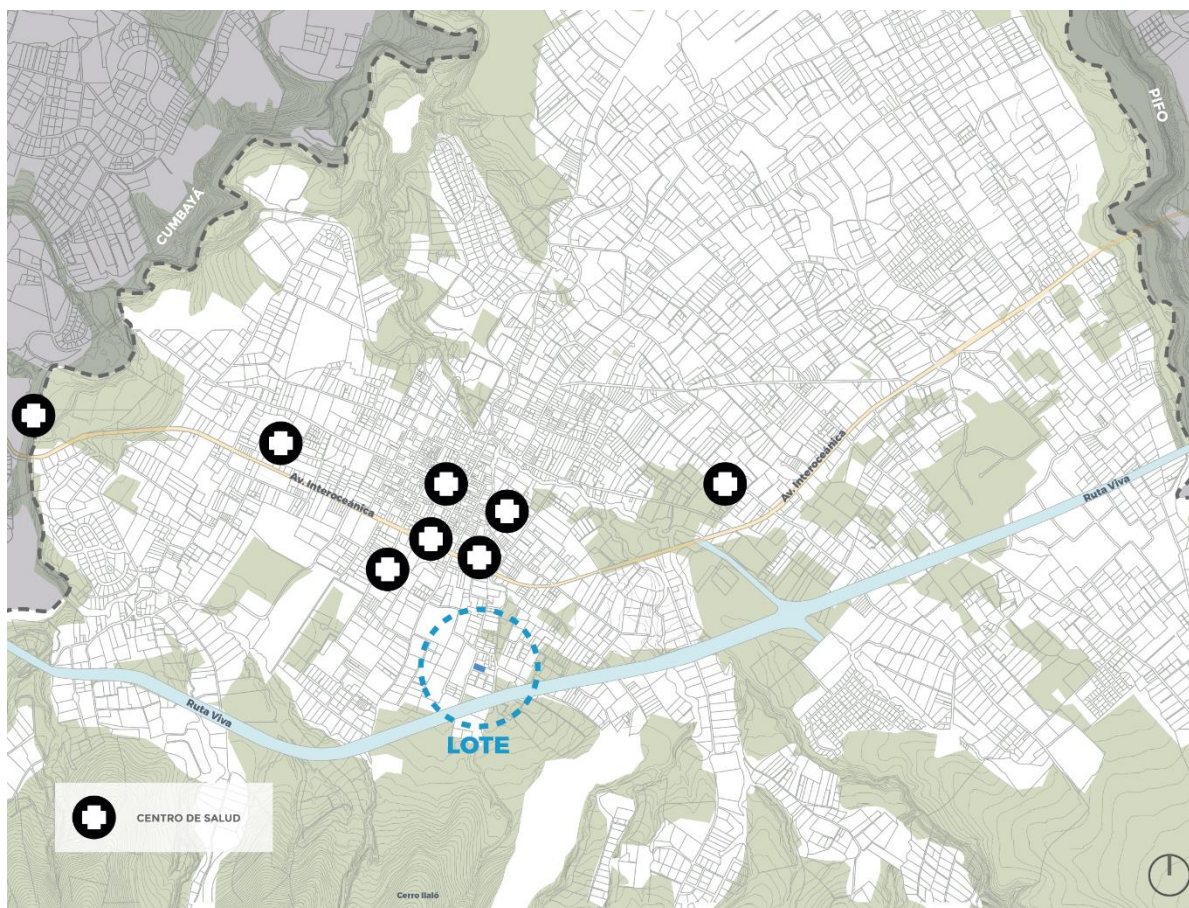 PIFO
CUMBAYÁ
Av. Interoceánica
Av. Interoceánica
Ruta Viva
Ruta Viva
LOTE
CENTRO DE SALUD
Cerro Ilaló